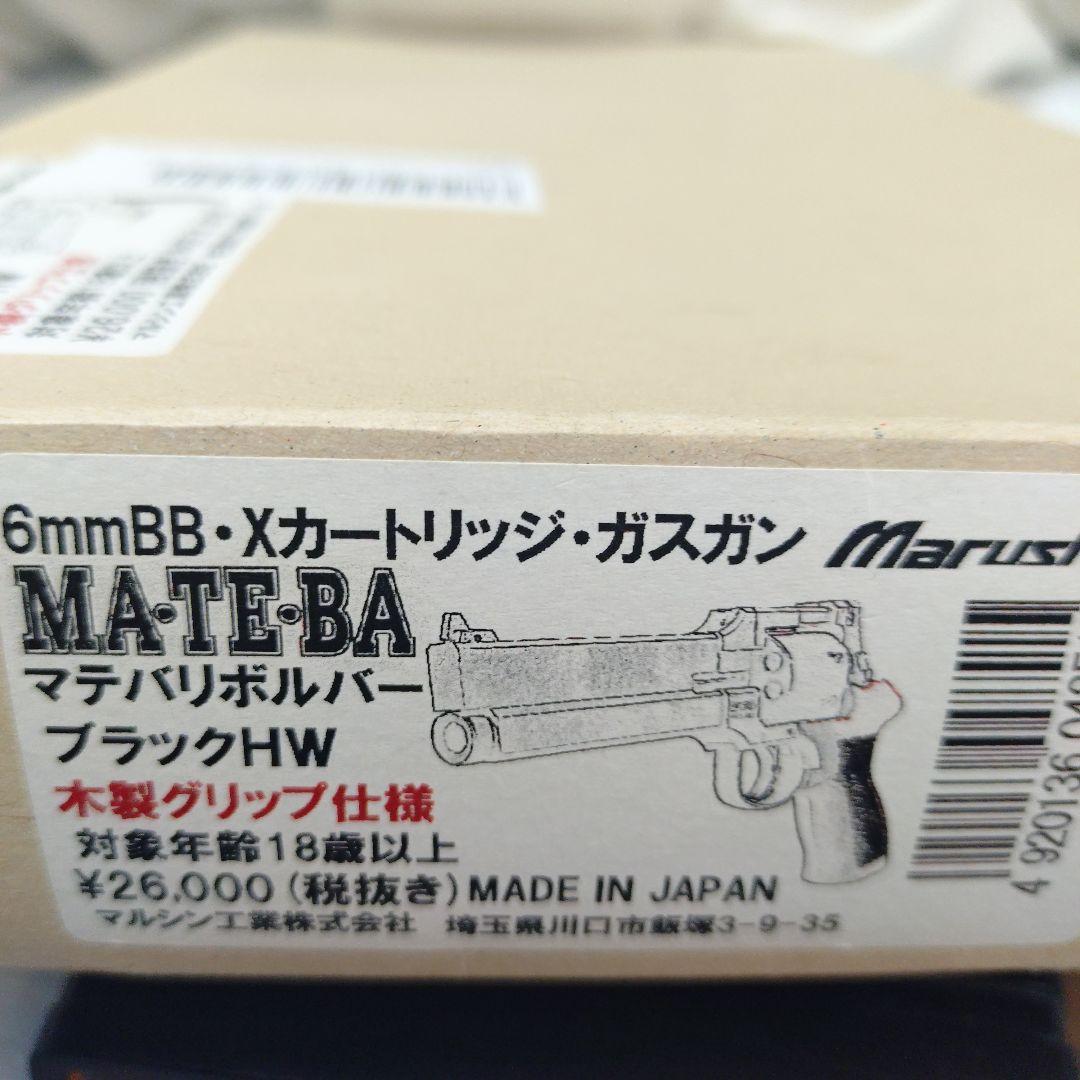 6mmBB・Xカートリッジ・ガスガン
Marush
MA・TE・BA
マテバリボルバー
ブラックHW
木製グリップ仕様
対象年齢18歳以上
¥26,000(税抜き)MADE IN JAPAN
マルシン工業株式会社 埼玉県川口市飯塚3-9-35
4 920136 048